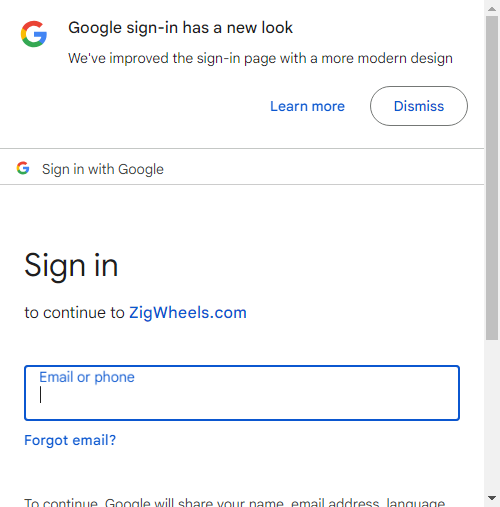 Google sign-in has a new look
We've improved the sign-in page with a more modern design
Learn more
Dismiss
Sign in with Google
Sign in
to continue to ZigWheels.com
Email or phone
Forgot email?
To continue, Google will share your name, email address, language